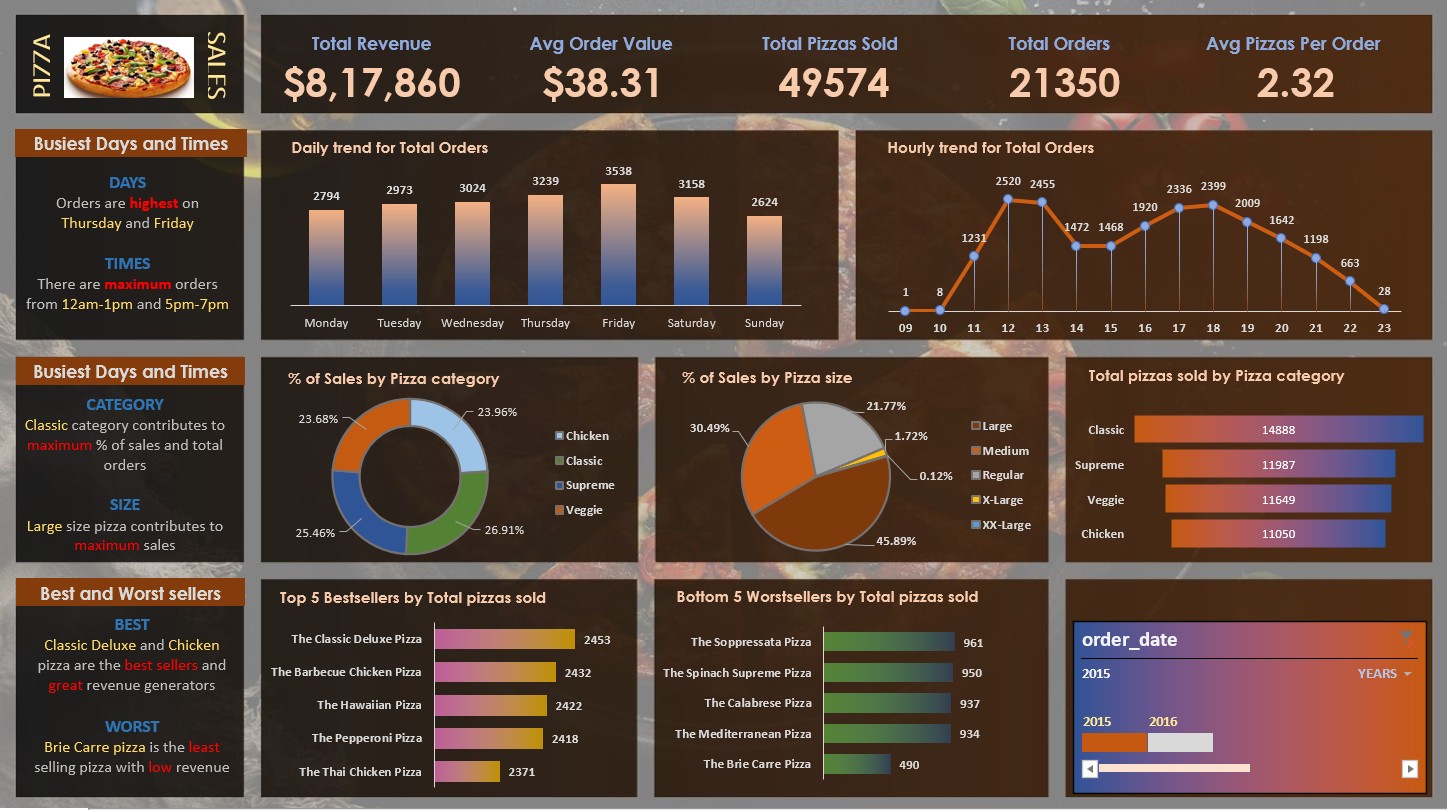 PIZZA
SALES
Total Revenue
$8,17,860
Avg Order Value
$38.31
Total Pizzas Sold
49574
Total Orders
21350
Avg Pizzas Per Order
2.32
Busiest Days and Times
DAYS
Orders are highest on
Thursday and Friday
TIMES
There are maximum orders
from 12am-1pm and 5pm-7pm
Daily trend for Total Orders
2794
2973
3024
3239
3538
3158
2624
Monday
Tuesday
Wednesday
Thursday
Friday
Saturday
Sunday
Hourly trend for Total Orders
1
8
1231
2520
2455
1472
1468
1920
2336
2399
2009
1642
1198
663
28
09
10
11
12
13
14
15
16
17
18
19
20
21
22
23
Busiest Days and Times
CATEGORY
Classic category contributes to
maximum % of sales and total
orders
SIZE
Large size pizza contributes to
maximum sales
% of Sales by Pizza category
23.68%
23.96%
25.46%
26.91%
Chicken
Classic
Supreme
Veggie
% of Sales by Pizza size
21.77%
30.49%
1.72%
0.12%
45.89%
Large
Medium
Regular
X-Large
XX-Large
Total pizzas sold by Pizza category
Classic 14888
Supreme 11987
Veggie 11649
Chicken 11050
Best and Worst sellers
BEST
Classic Deluxe and Chicken
pizza are the best sellers and
great revenue generators
WORST
Brie Carre pizza is the least
selling pizza with low revenue
Top 5 Bestsellers by Total pizzas sold
The Classic Deluxe Pizza 2453
The Barbecue Chicken Pizza 2432
The Hawaiian Pizza 2422
The Pepperoni Pizza 2418
The Thai Chicken Pizza 2371
Bottom 5 Worstsellers by Total pizzas sold
The Soppressata Pizza 961
The Spinach Supreme Pizza 950
The Calabrese Pizza 937
The Mediterranean Pizza 934
The Brie Carre Pizza 490
order_date
2015 YEARS
2015 2016